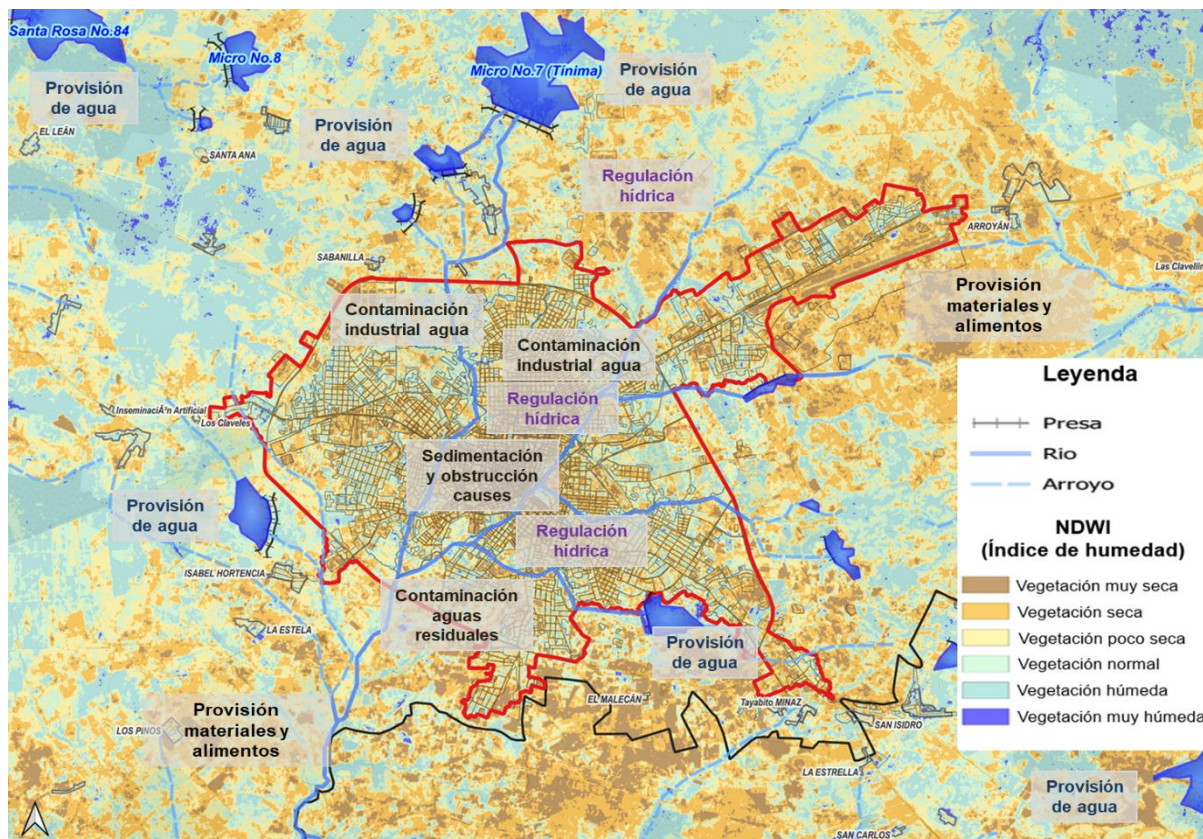 Santa Rosa No.84
Micro No.8
Micro No.7 (Tínima)
Provisión
de agua
Provisión
de agua
Provisión
de agua
EL LEÁN
SANTA ANA
Regulación
hídrica
ARROYÁN
SABANILLA
Las Clavellin
Contaminación
industrial agua
Provisión
materiales y
alimentos
Contaminación
industrial agua
Regulación
hídrica
InseminaciÃ³n Artificial
Los Claveles
Sedimentación
y obstrucción
causes
Provisión
de agua
Regulación
hídrica
ISABEL HORTENCIA
Contaminación
aguas
residuales
LA ESTELA
Provisión
de agua
EL MALECÁN
Tayabito MINAZ
SAN ISIDRO
Provisión
materiales y
alimentos
LOS PINOS
LA ESTRELLA
Provisión
de agua
SAN CARLOS
Leyenda
Presa
Rio
Arroyo
NDWI
(Índice de humedad)
Vegetación muy seca
Vegetación seca
Vegetación poco seca
Vegetación normal
Vegetación húmeda
Vegetación muy húmeda